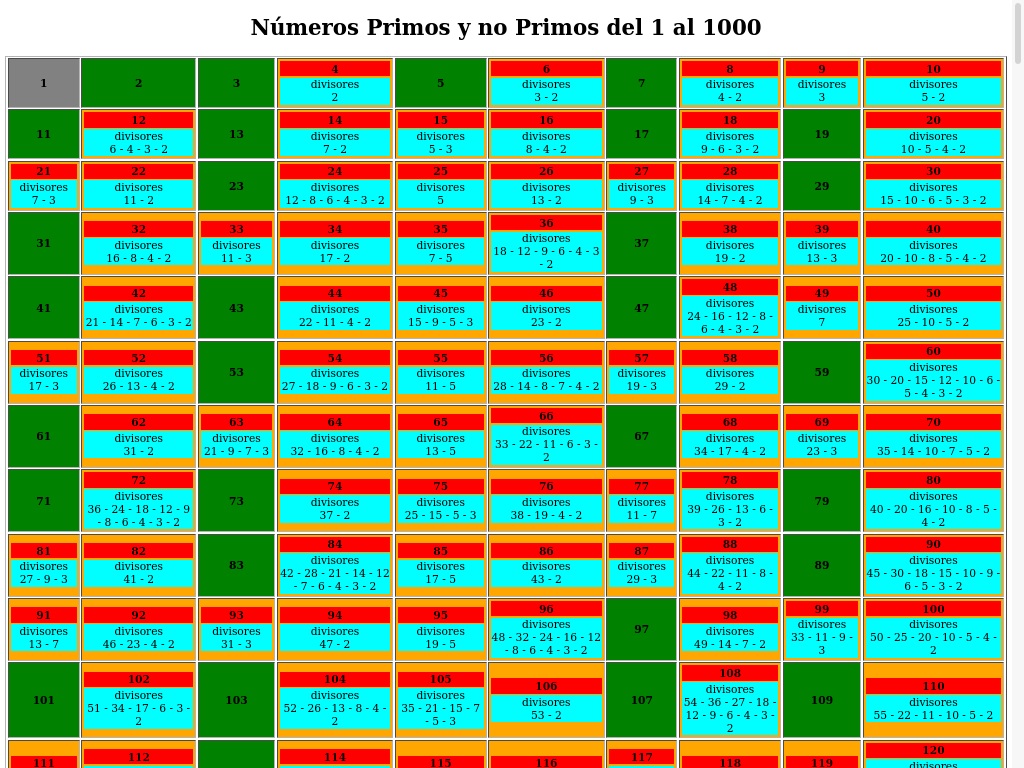 Números Primos y no Primos del 1 al 1000
1
2
3
4
divisores
2
5
6
divisores
3 - 2
7
8
divisores
4 - 2
9
divisores
3
10
divisores
5 - 2
11
12
divisores
6 - 4 - 3 - 2
13
14
divisores
7 - 2
15
divisores
5 - 3
16
divisores
8 - 4 - 2
17
18
divisores
9 - 6 - 3 - 2
19
20
divisores
10 - 5 - 4 - 2
21
divisores
7 - 3
22
divisores
11 - 2
23
24
divisores
12 - 8 - 6 - 4 - 3 - 2
25
divisores
5
26
divisores
13 - 2
27
divisores
9 - 3
28
divisores
14 - 7 - 4 - 2
29
30
divisores
15 - 10 - 6 - 5 - 3 - 2
31
32
divisores
16 - 8 - 4 - 2
33
divisores
11 - 3
34
divisores
17 - 2
35
divisores
7 - 5
36
divisores
18 - 12 - 9 - 6 - 4 - 3
- 2
37
38
divisores
19 - 2
39
divisores
13 - 3
40
divisores
20 - 10 - 8 - 5 - 4 - 2
41
42
divisores
21 - 14 - 7 - 6 - 3 - 2
43
44
divisores
22 - 11 - 4 - 2
45
divisores
15 - 9 - 5 - 3
46
divisores
23 - 2
47
48
divisores
24 - 16 - 12 - 8 -
6 - 4 - 3 - 2
49
divisores
7
50
divisores
25 - 10 - 5 - 2
51
divisores
17 - 3
52
divisores
26 - 13 - 4 - 2
53
54
divisores
27 - 18 - 9 - 6 - 3 - 2
55
divisores
11 - 5
56
divisores
28 - 14 - 8 - 7 - 4 - 2
57
divisores
19 - 3
58
divisores
29 - 2
59
60
divisores
30 - 20 - 15 - 12 - 10 - 6 -
5 - 4 - 3 - 2
61
62
divisores
31 - 2
63
divisores
21 - 9 - 7 - 3
64
divisores
32 - 16 - 8 - 4 - 2
65
divisores
13 - 5
66
divisores
33 - 22 - 11 - 6 - 3 -
2
67
68
divisores
34 - 17 - 4 - 2
69
divisores
23 - 3
70
divisores
35 - 14 - 10 - 7 - 5 - 2
71
72
divisores
36 - 24 - 18 - 12 - 9
- 8 - 6 - 4 - 3 - 2
73
74
divisores
37 - 2
75
divisores
25 - 15 - 5 - 3
76
divisores
38 - 19 - 4 - 2
77
divisores
11 - 7
78
divisores
39 - 26 - 13 - 6 -
3 - 2
79
80
divisores
40 - 20 - 16 - 10 - 8 - 5 -
4 - 2
81
divisores
27 - 9 - 3
82
divisores
41 - 2
83
84
divisores
42 - 28 - 21 - 14 - 12
- 7 - 6 - 4 - 3 - 2
85
divisores
17 - 5
86
divisores
43 - 2
87
divisores
29 - 3
88
divisores
44 - 22 - 11 - 8 -
4 - 2
89
90
divisores
45 - 30 - 18 - 15 - 10 - 9 -
6 - 5 - 3 - 2
91
divisores
13 - 7
92
divisores
46 - 23 - 4 - 2
93
divisores
31 - 3
94
divisores
47 - 2
95
divisores
19 - 5
96
divisores
48 - 32 - 24 - 16 - 12
- 8 - 6 - 4 - 3 - 2
97
98
divisores
49 - 14 - 7 - 2
99
divisores
33 - 11 - 9 -
3
100
divisores
50 - 25 - 20 - 10 - 5 - 4 -
2
101
102
divisores
51 - 34 - 17 - 6 - 3 -
2
103
104
divisores
52 - 26 - 13 - 8 - 4 -
2
105
divisores
35 - 21 - 15 - 7
- 5 - 3
106
divisores
53 - 2
107
108
divisores
54 - 36 - 27 - 18 -
12 - 9 - 6 - 4 - 3 -
2
109
110
divisores
55 - 22 - 11 - 10 - 5 - 2
111
112
114
115
116
117
118
119
120
divisores